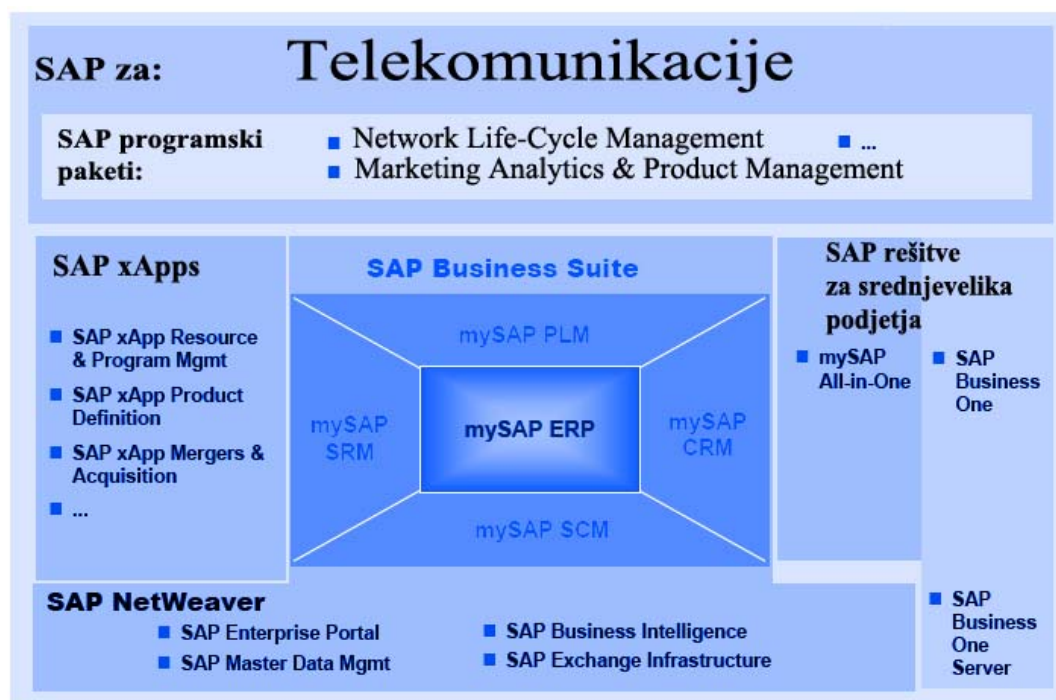 SAP za: Telekomunikacije
SAP programski
paketi:
Network Life-Cycle Management
...
Marketing Analytics & Product Management
SAP xApps
SAP xApp Resource
& Program Mgmt
SAP xApp Product
Definition
SAP xApp Mergers &
Acquisition
...
SAP Business Suite
mySAP PLM
mySAP
SRM
mySAP ERP
mySAP
CRM
mySAP SCM
SAP rešitve
za srednjevelika
podjetja
mySAP
All-in-One
SAP
Business
One
SAP NetWeaver
SAP Enterprise Portal
SAP Master Data Mgmt
SAP Business Intelligence
SAP Exchange Infrastructure
SAP
Business
One
Server